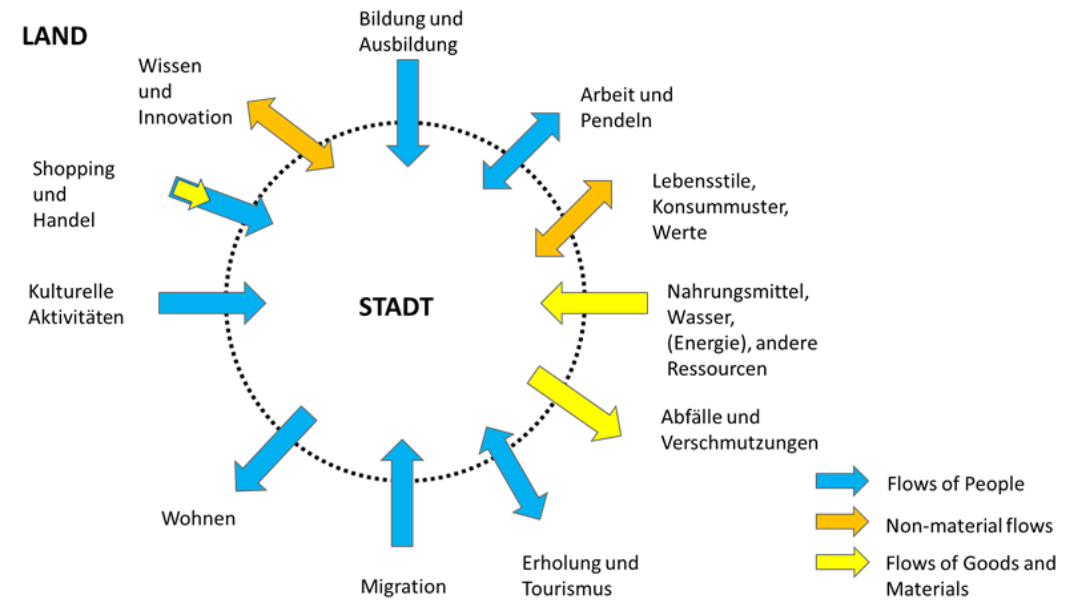 LAND
Bildung und
Ausbildung
Wissen
und
Innovation
Arbeit und
Pendeln
Shopping
und
Handel
Lebensstile,
Konsummuster,
Werte
Kulturelle
Aktivitäten
STADT
Nahrungsmittel,
Wasser,
(Energie), andere
Ressourcen
Abfälle und
Verschmutzungen
Wohnen
Migration
Erholung und
Tourismus
Flows of People
Non-material flows
Flows of Goods and
Materials